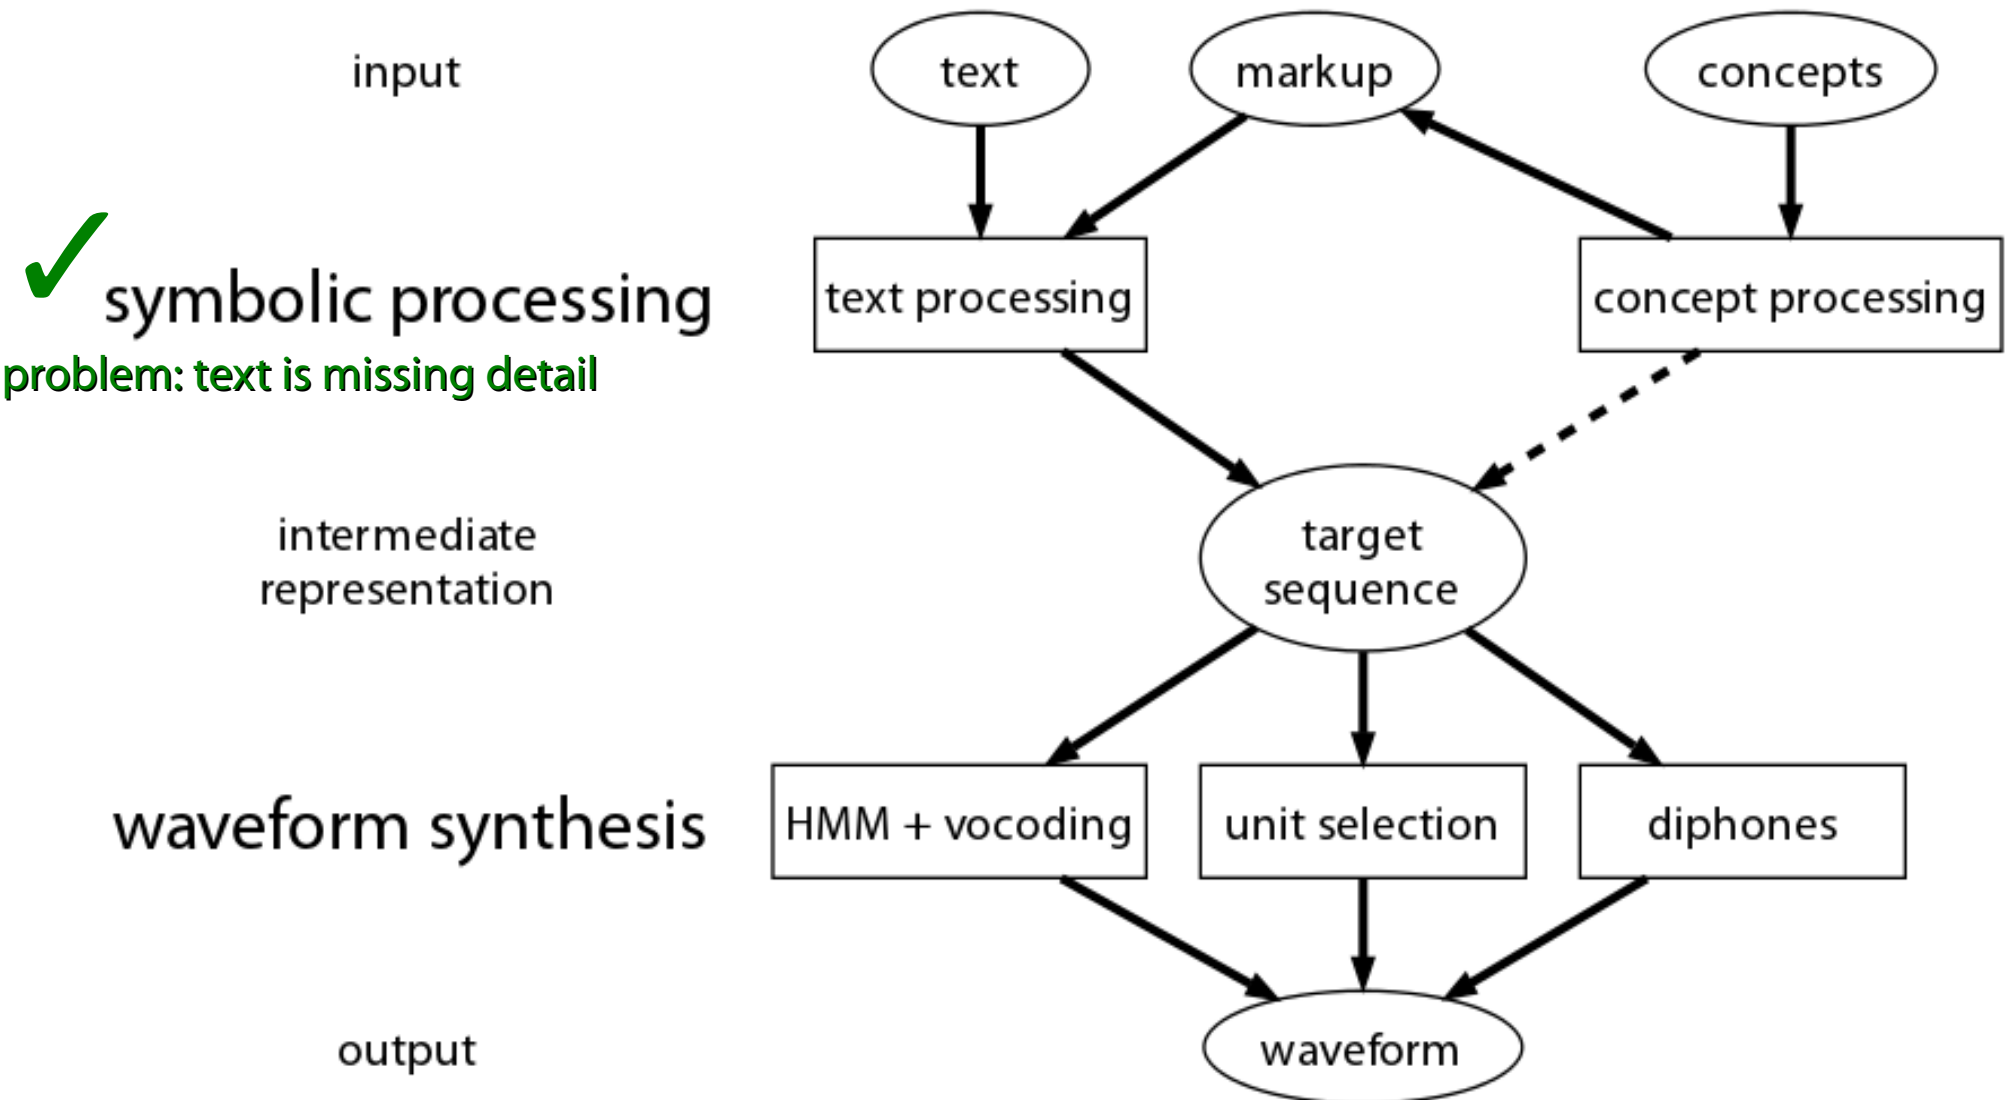 input
text
markup
concepts
✓
symbolic processing
text processing
concept processing
problem: text is missing detail
intermediate
representation
target
sequence
waveform synthesis
HMM + vocoding
unit selection
diphones
output
waveform